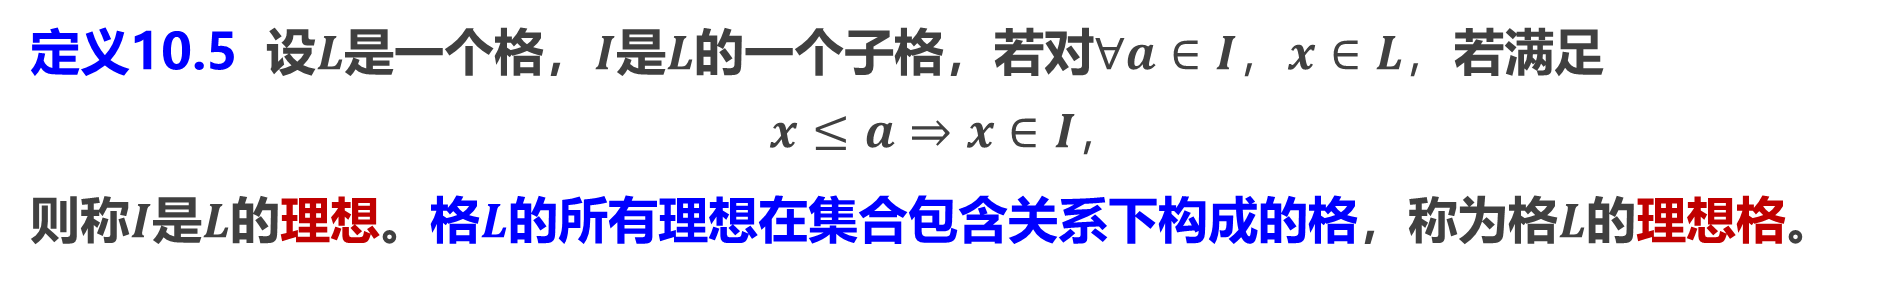 定义10.5 设L是一个格，I是L的一个子格，若对∀a ∈ I，x ∈ L，若满足
x ≤ a ⇒ x ∈ I，
则称I是L的理想。格L的所有理想在集合包含关系下构成的格，称为格L的理想格。